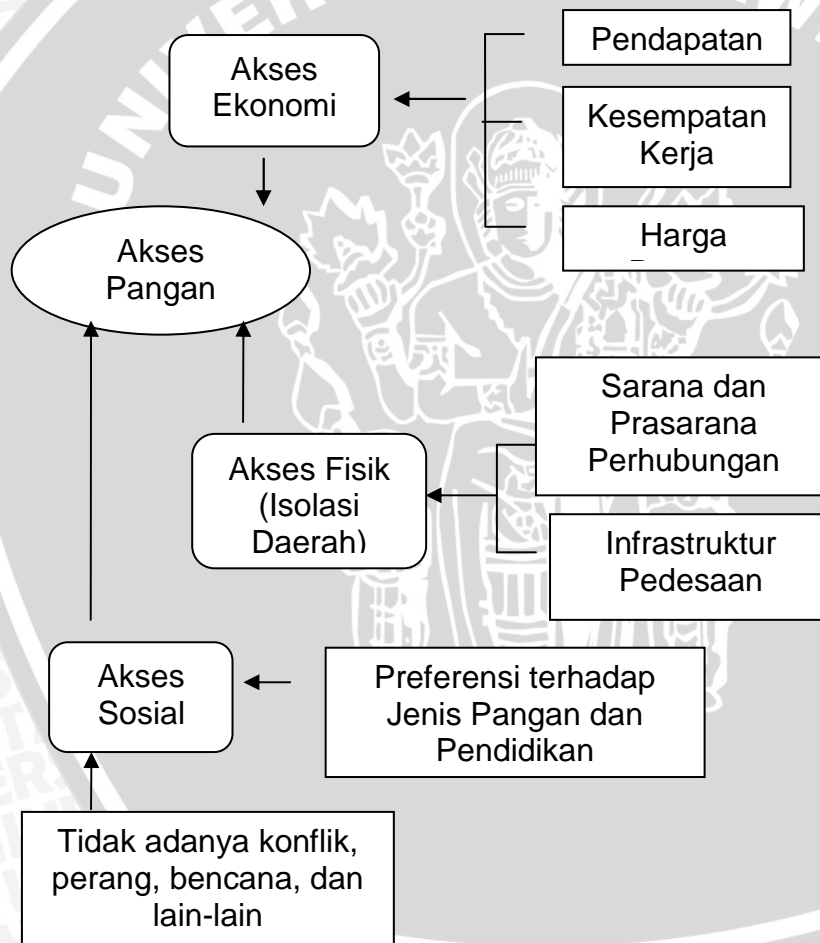 Pendapatan
Akses
Ekonomi
Kesempatan
Kerja
Harga
Akses
Pangan
Sarana dan
Prasarana
Perhubungan
Akses Fisik
(Isolasi
Daerah)
Infrastruktur
Pedesaan
Akses
Sosial
Preferensi terhadap
Jenis Pangan dan
Pendidikan
Tidak adanya konflik,
perang, bencana, dan
lain-lain